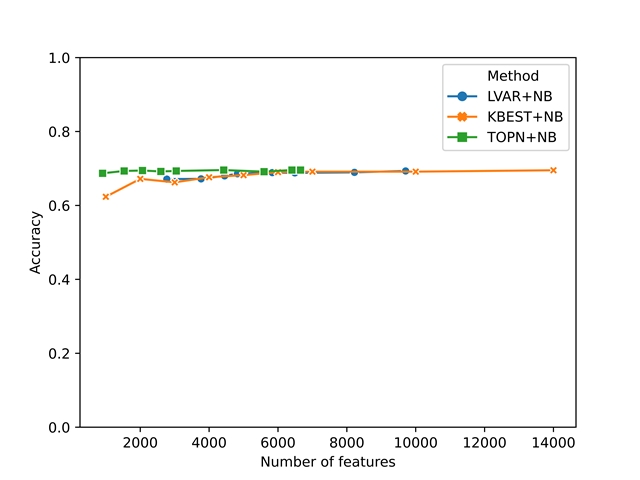 1.0
0.8
0.6
0.4
0.2
0.0
Accuracy
Method
LVAR+NB
KBEST+NB
TOPN+NB
2000 4000 6000 8000 10000 12000 14000
Number of features